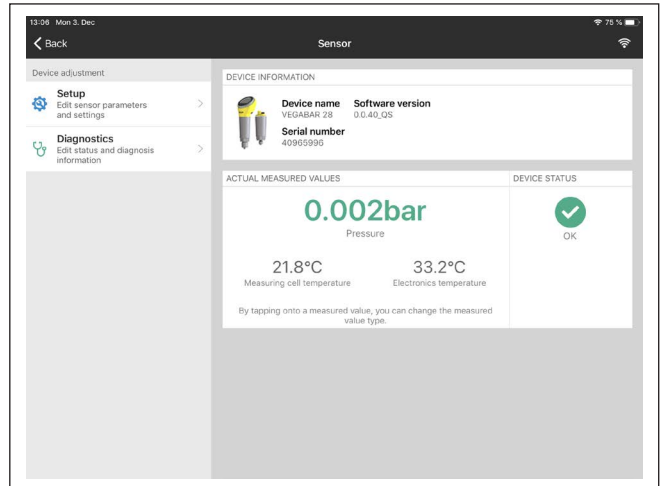 13:06 Mon 3. Dec
75 %
Back
Sensor
Device adjustment
Setup
Edit sensor parameters
and settings
Diagnostics
Edit status and diagnosis
information
DEVICE INFORMATION
Device name
VEGABAR 28
Software version
0.0.40_QS
Serial number
40965996
ACTUAL MEASURED VALUES
0.002bar
Pressure
21.8°C
Measuring cell temperature
33.2°C
Electronics temperature
By tapping onto a measured value, you can change the measured
value type.
DEVICE STATUS
OK